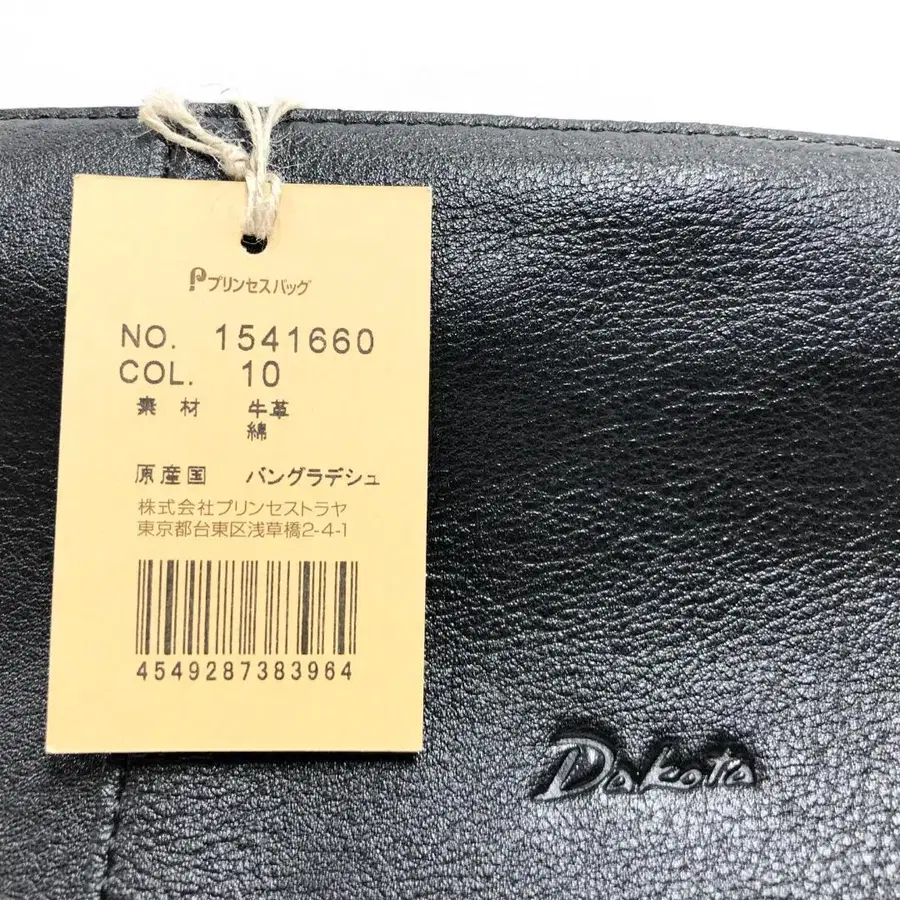 プリンセスバッグ
NO. 1541660
COL. 10
素材 牛革
綿
原産国 バングラデシュ
株式会社プリンセストラヤ
東京都台東区浅草橋2-4-1
4549287383964
Dakota